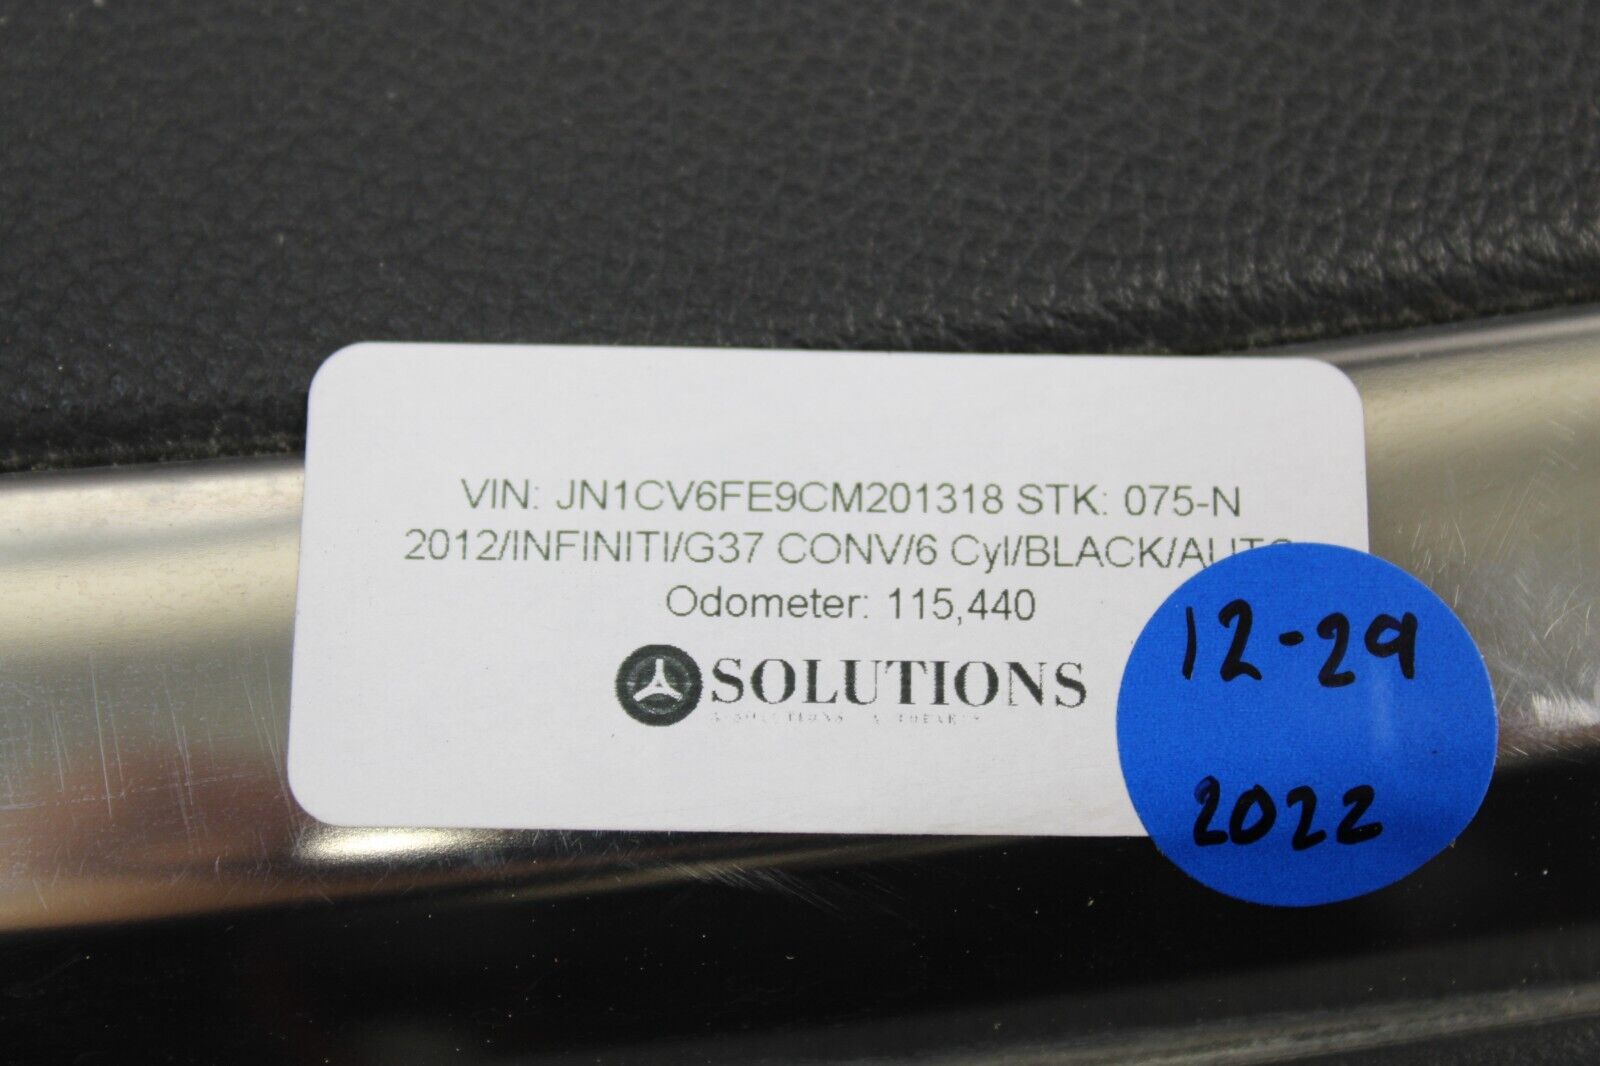 VIN: JN1CV6FE9CM201318 STK: 075-N
2012/INFINITI/G37 CONV/6 Cyl/BLACK/AUTO
Odometer: 115,440
SOLUTIONS
12-29
2022